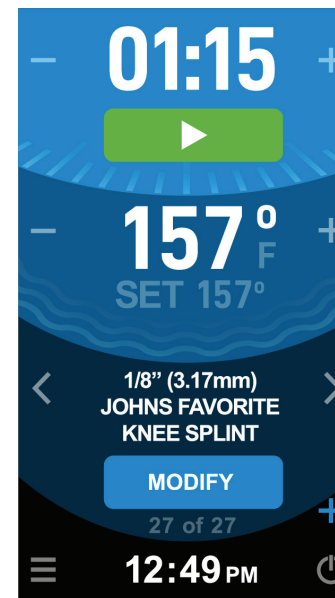 01:15
157° F
SET 157°
1/8” (3.17mm)
JOHNS FAVORITE
KNEE SPLINT
MODIFY
27 of 27
12:49 PM